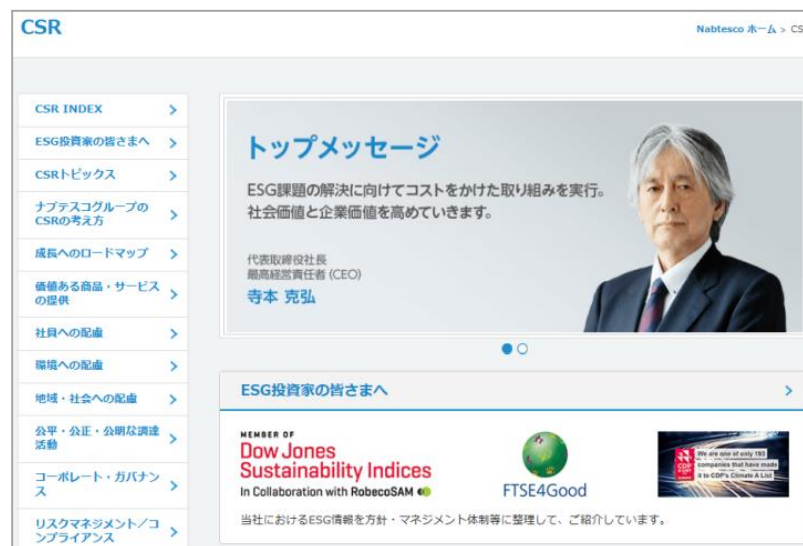 CSR
Nabtesco ホーム > CS
CSR INDEX
ESG投資家の皆さまへ
CSRトピックス
ナブテスコグループの
CSRの考え方
成長へのロードマップ
価値ある商品・サービス
の提供
社員への配慮
環境への配慮
地域・社会への配慮
公平・公正・公明な調達
活動
コーポレート・ガバナン
ス
リスクマネジメント/コ
ンプライアンス
トップメッセージ
ESG課題の解決に向けてコストをかけた取り組みを実行。
社会価値と企業価値を高めていきます。
代表取締役社長
最高経営責任者 (CEO)
寺本 克弘
ESG投資家の皆さまへ
MEMBER OF
Dow Jones
Sustainability Indices
In Collaboration with RobecoSAM
FTSE4Good
CDP
We are one of only 193
companies that have made
it to CDP's Climate A List
当社におけるESG情報を方針・マネジメント体制等に整理して、ご紹介しています。